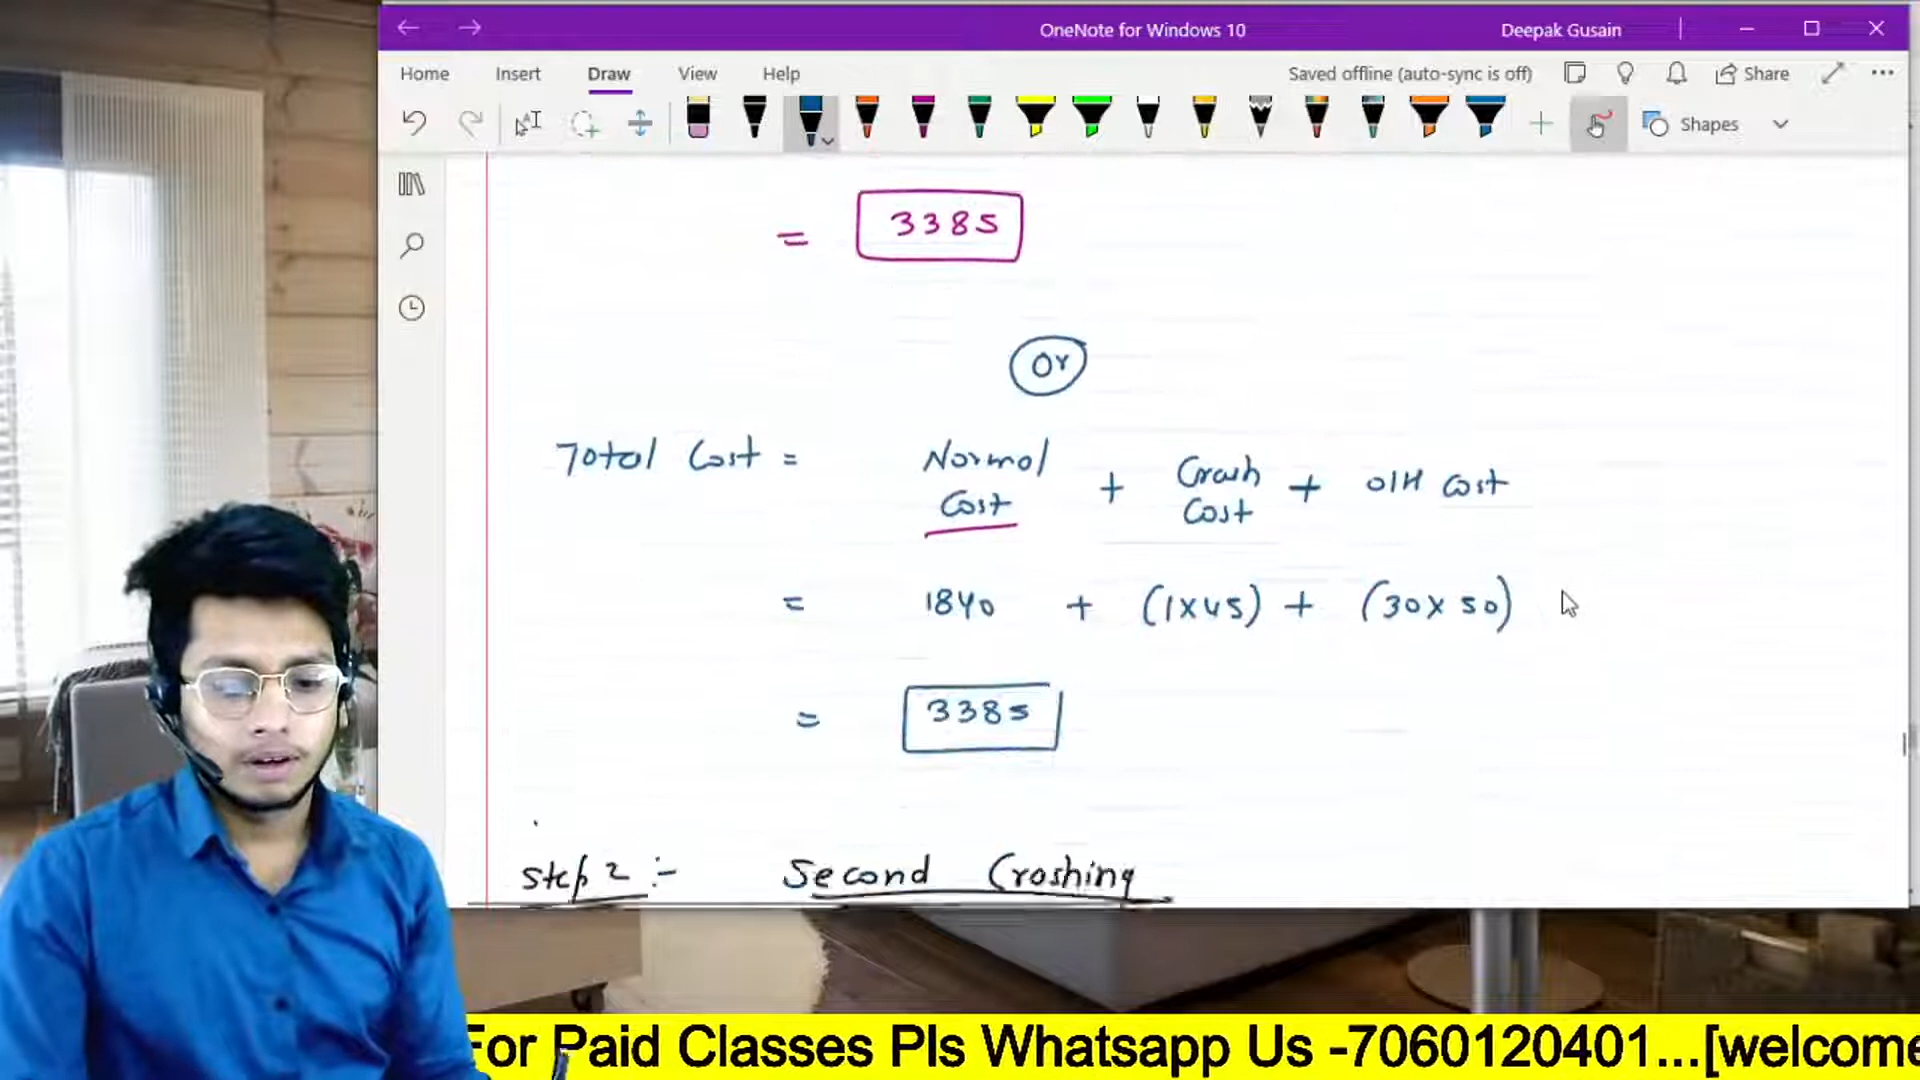 OneNote for Windows 10
Deepak Gusain
Home Insert Draw View Help
Saved offline (auto-sync is off)
Share
Shapes
= 3385
Or
Total Cost = Normal Cost + Crash Cost + O/H Cost
= 1840 + (1x45) + (30x50)
= 3385
Step 2 :- Second Crashing
For Paid Classes Pls Whatsapp Us -7060120401...[welcome